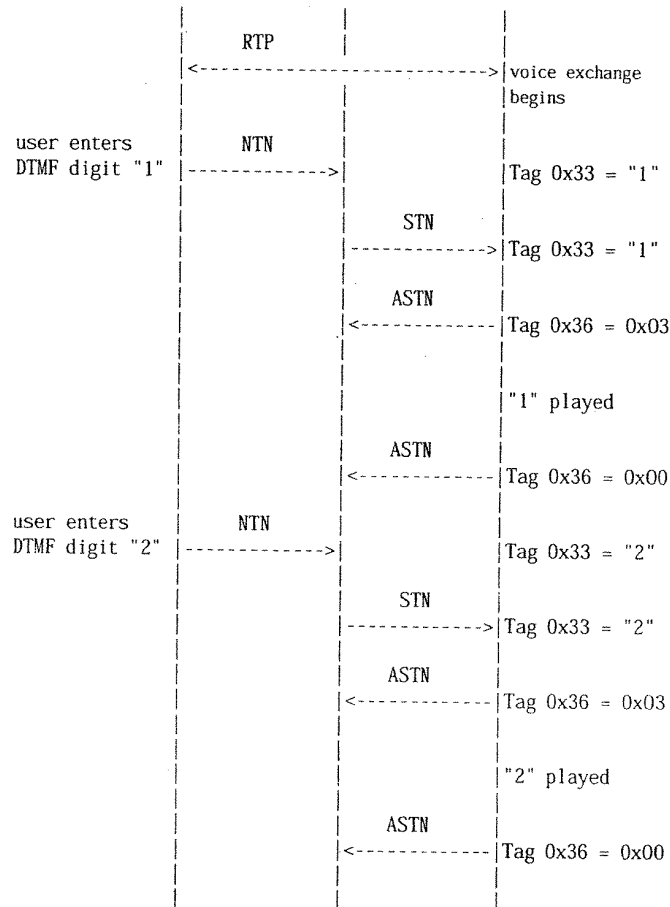 RTP
voice exchange
begins
user enters
DTMF digit "1"
NTN
Tag 0x33 = "1"
STN
Tag 0x33 = "1"
ASTN
Tag 0x36 = 0x03
"1" played
ASTN
Tag 0x36 = 0x00
user enters
DTMF digit "2"
NTN
Tag 0x33 = "2"
STN
Tag 0x33 = "2"
ASTN
Tag 0x36 = 0x03
"2" played
ASTN
Tag 0x36 = 0x00